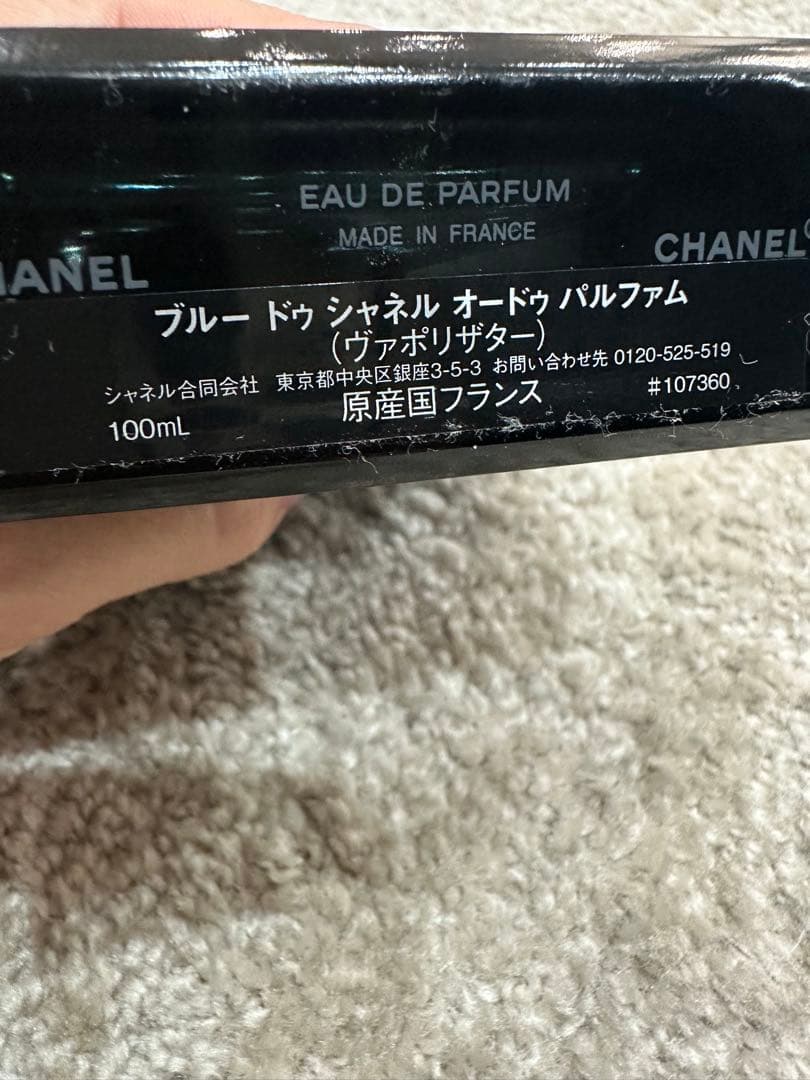 EAU DE PARFUM
MADE IN FRANCE
HANEL
CHANEL
ブルー ドゥ シャネル オードゥ パルファム
(ヴァポリザター)
シャネル合同会社 東京都中央区銀座3-5-3 お問い合わせ先 0120-525-519
100mL 原産国フランス #107360